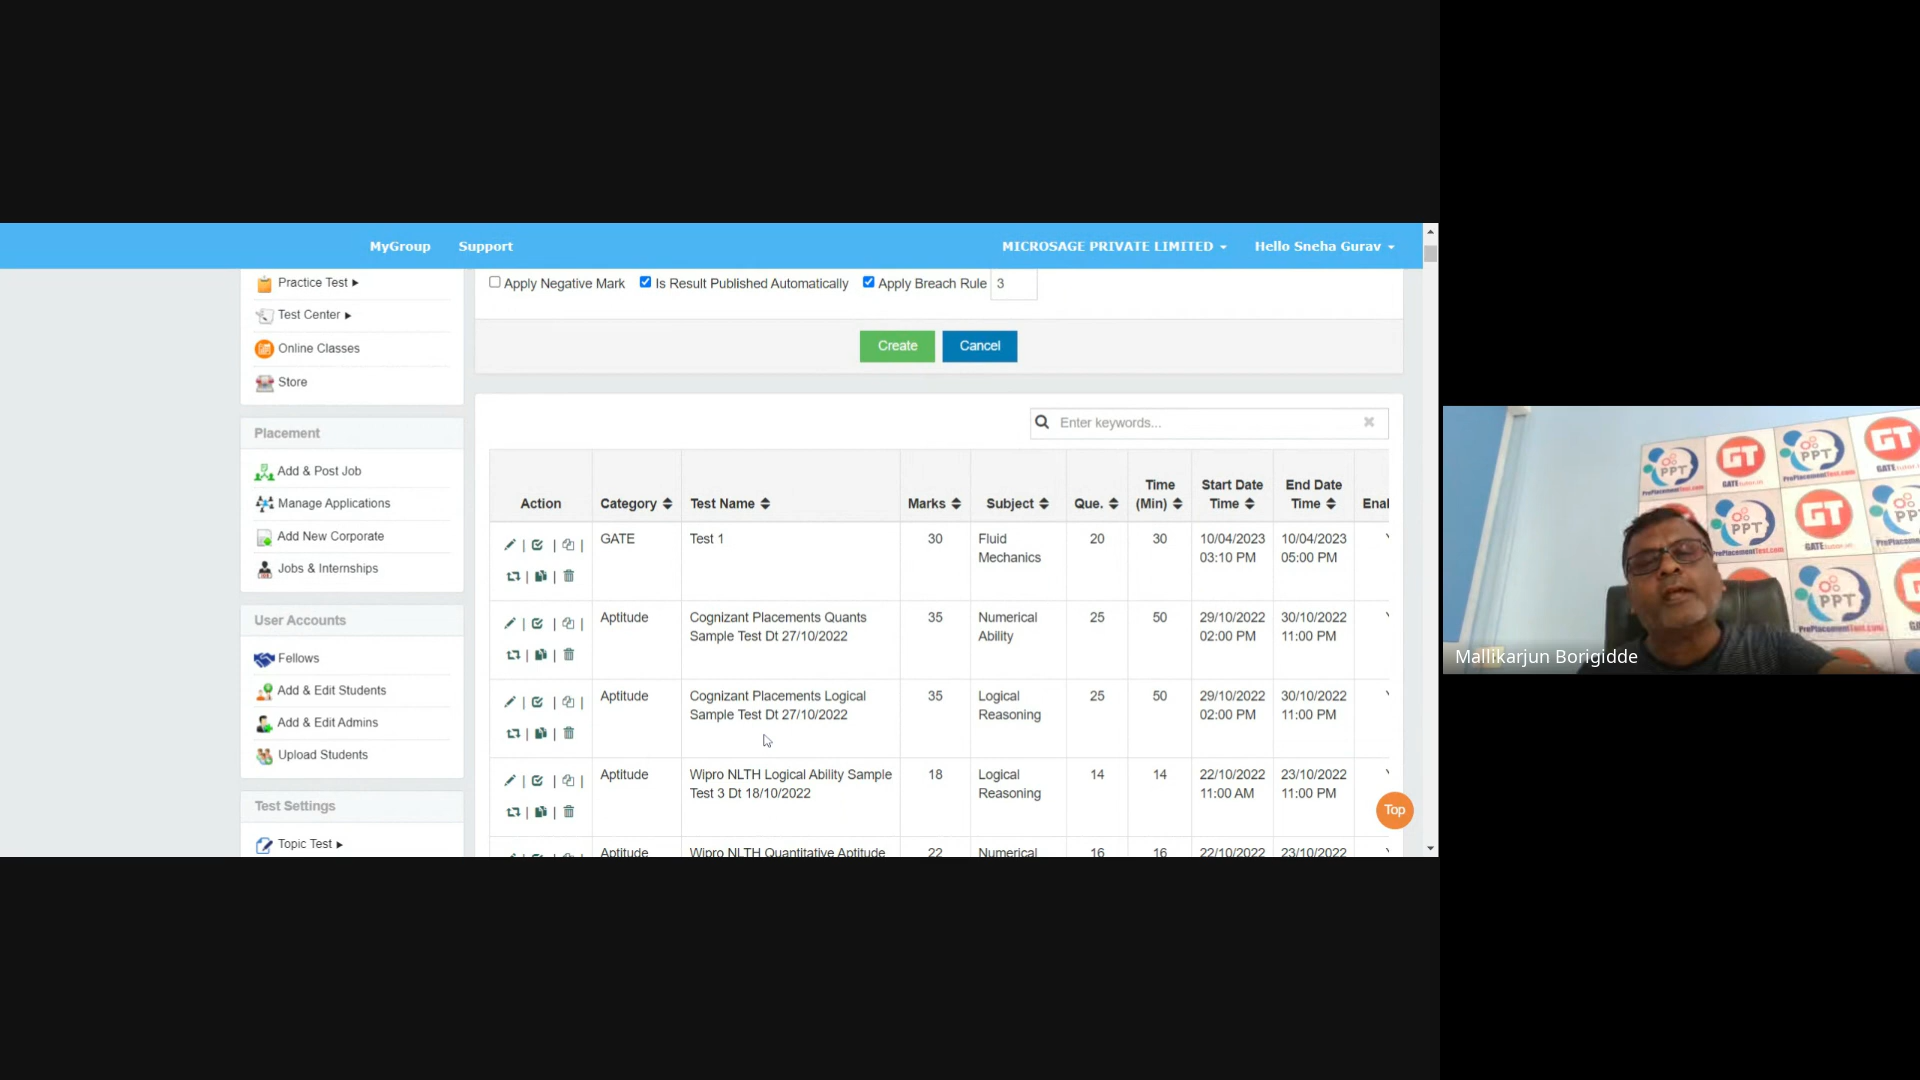 MyGroup
Support
MICROSAGE PRIVATE LIMITED
Hello Sneha Gurav
Practice Test
Test Center
Online Classes
Store
Placement
Add & Post Job
Manage Applications
Add New Corporate
Jobs & Internships
User Accounts
Fellows
Add & Edit Students
Add & Edit Admins
Upload Students
Test Settings
Topic Test
Apply Negative Mark
Is Result Published Automatically
Apply Breach Rule
3
Create
Cancel
Enter keywords...
Action Category Test Name Marks Subject Que. Time (Min) Start Date Time End Date Time Enal
GATE Test 1 30 Fluid Mechanics 20 30 10/04/2023 03:10 PM 10/04/2023 05:00 PM
Aptitude Cognizant Placements Quants Sample Test Dt 27/10/2022 35 Numerical Ability 25 50 29/10/2022 02:00 PM 30/10/2022 11:00 PM
Aptitude Cognizant Placements Logical Sample Test Dt 27/10/2022 35 Logical Reasoning 25 50 29/10/2022 02:00 PM 30/10/2022 11:00 PM
Aptitude Wipro NLTH Logical Ability Sample Test 3 Dt 18/10/2022 18 Logical Reasoning 14 14 22/10/2022 11:00 AM 23/10/2022 11:00 PM
Aptitude Wipro NLTH Quantitative Aptitude 22 Numerical 16 16 22/10/2022 23/10/2022
Top
PPT
GT
PPT
GT
PPT
GT
PPT
PrePlacementTest.com
PPT
PrePlacementTest.com
Mallikarjun Borigidde